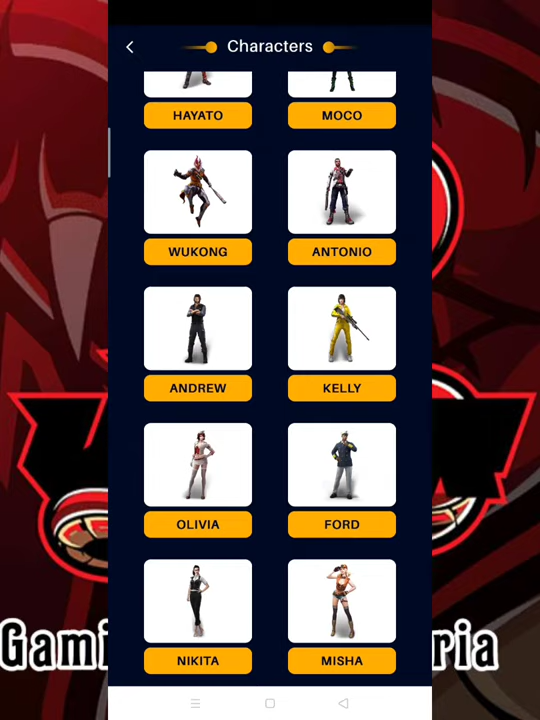 Characters
HAYATO MOCO
WUKONG ANTONIO
ANDREW KELLY
OLIVIA FORD
NIKITA MISHA